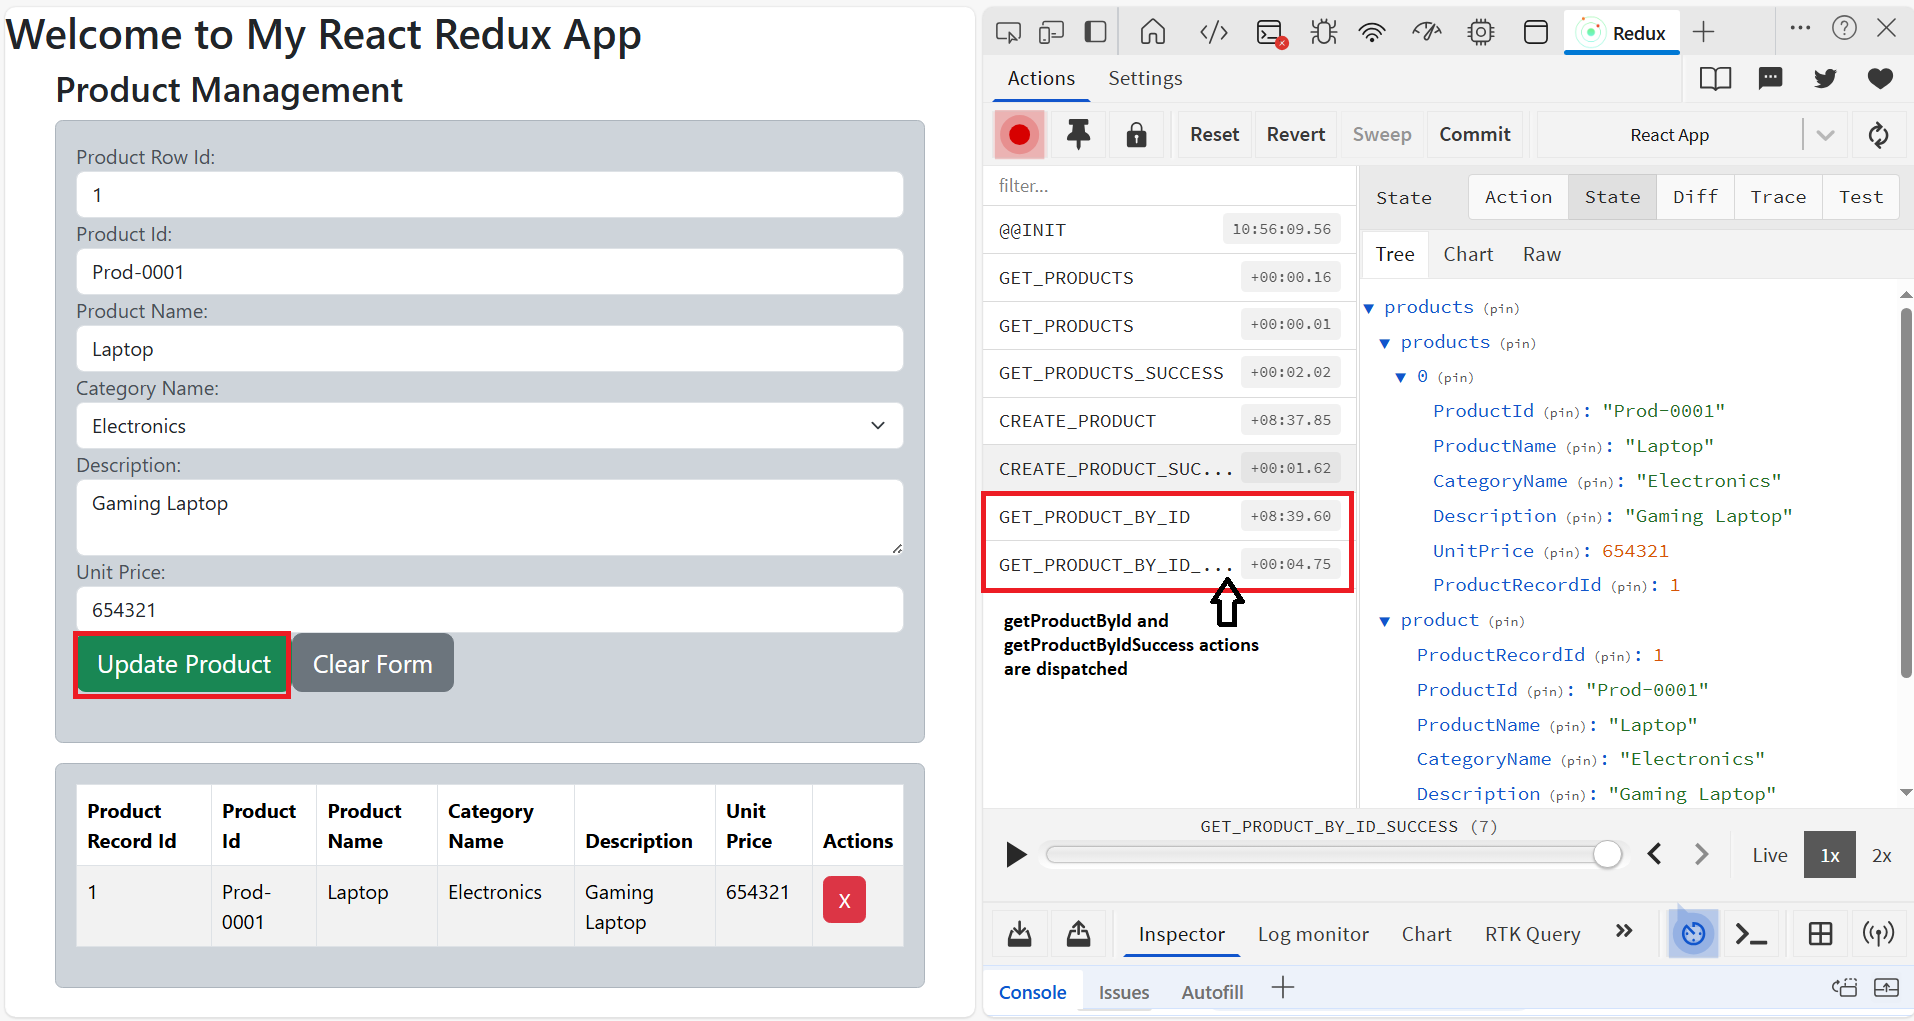 Welcome to My React Redux App
Product Management
Product Row Id:
1
Product Id:
Prod-0001
Product Name:
Laptop
Category Name:
Electronics
Description:
Gaming Laptop
Unit Price:
654321
Update Product
Clear Form
Product Record Id
Product Id
Product Name
Category Name
Description
Unit Price
Actions
1
Prod-0001
Laptop
Electronics
Gaming Laptop
654321
X
Redux
Actions
Settings
Reset
Revert
Sweep
Commit
React App
filter...
@@INIT 10:56:09.56
GET_PRODUCTS +00:00.16
GET_PRODUCTS +00:00.01
GET_PRODUCTS_SUCCESS +00:02.02
CREATE_PRODUCT +08:37.85
CREATE_PRODUCT_SUC... +00:01.62
GET_PRODUCT_BY_ID +08:39.60
GET_PRODUCT_BY_ID_... +00:04.75
getProductById and
getProductByIdSuccess actions
are dispatched
State
Action
State
Diff
Trace
Test
Tree
Chart
Raw
products (pin)
products (pin)
0 (pin)
ProductId (pin): "Prod-0001"
ProductName (pin): "Laptop"
CategoryName (pin): "Electronics"
Description (pin): "Gaming Laptop"
UnitPrice (pin): 654321
ProductRecordId (pin): 1
product (pin)
ProductRecordId (pin): 1
ProductId (pin): "Prod-0001"
ProductName (pin): "Laptop"
CategoryName (pin): "Electronics"
Description (pin): "Gaming Laptop"
GET_PRODUCT_BY_ID_SUCCESS (7)
Live
1x
2x
Inspector
Log monitor
Chart
RTK Query
Console
Issues
Autofill